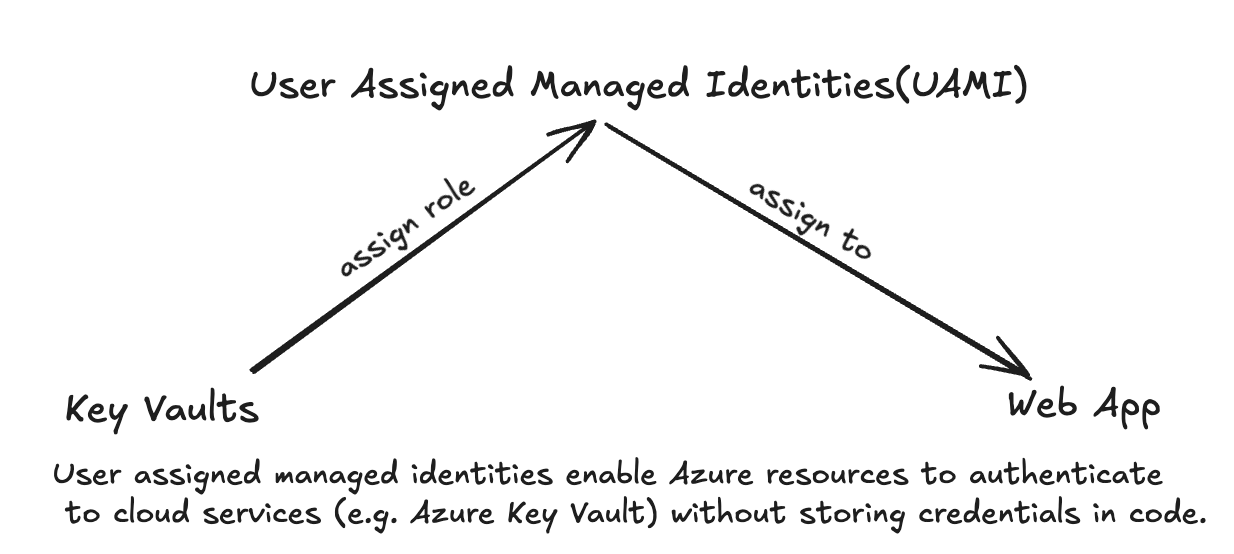 User Assigned Managed Identities(UAMI)
assign role
assign to
Key Vaults
Web App
User assigned managed identities enable Azure resources to authenticate
to cloud services (e.g. Azure Key Vault) without storing credentials in code.